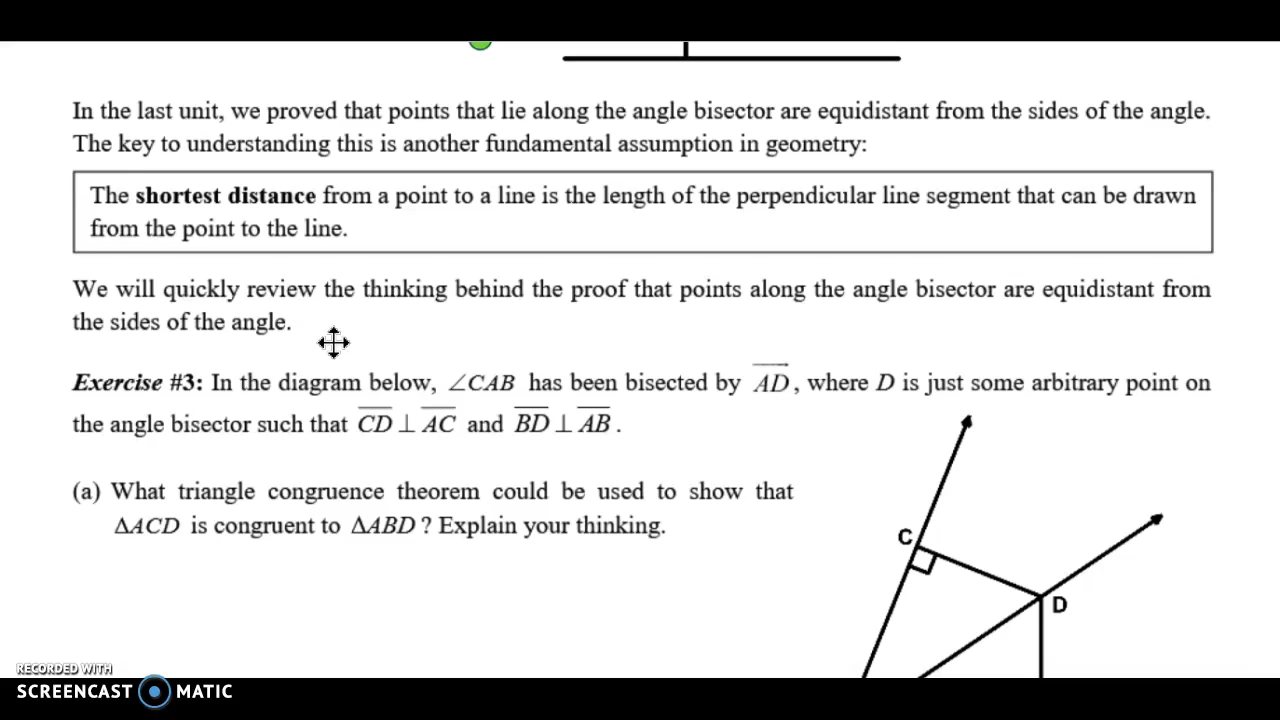 In the last unit, we proved that points that lie along the angle bisector are equidistant from the sides of the angle.
The key to understanding this is another fundamental assumption in geometry:
The shortest distance from a point to a line is the length of the perpendicular line segment that can be drawn
from the point to the line.
We will quickly review the thinking behind the proof that points along the angle bisector are equidistant from
the sides of the angle.
Exercise #3: In the diagram below, ∠CAB has been bisected by A͞D͞, where D is just some arbitrary point on
the angle bisector such that C͞D͞ ⊥ A͞C͞ and B͞D͞ ⊥ A͞B͞.
(a) What triangle congruence theorem could be used to show that
ΔACD is congruent to ΔABD? Explain your thinking.
C
D
RECORDED WITH
SCREENCAST MATIC